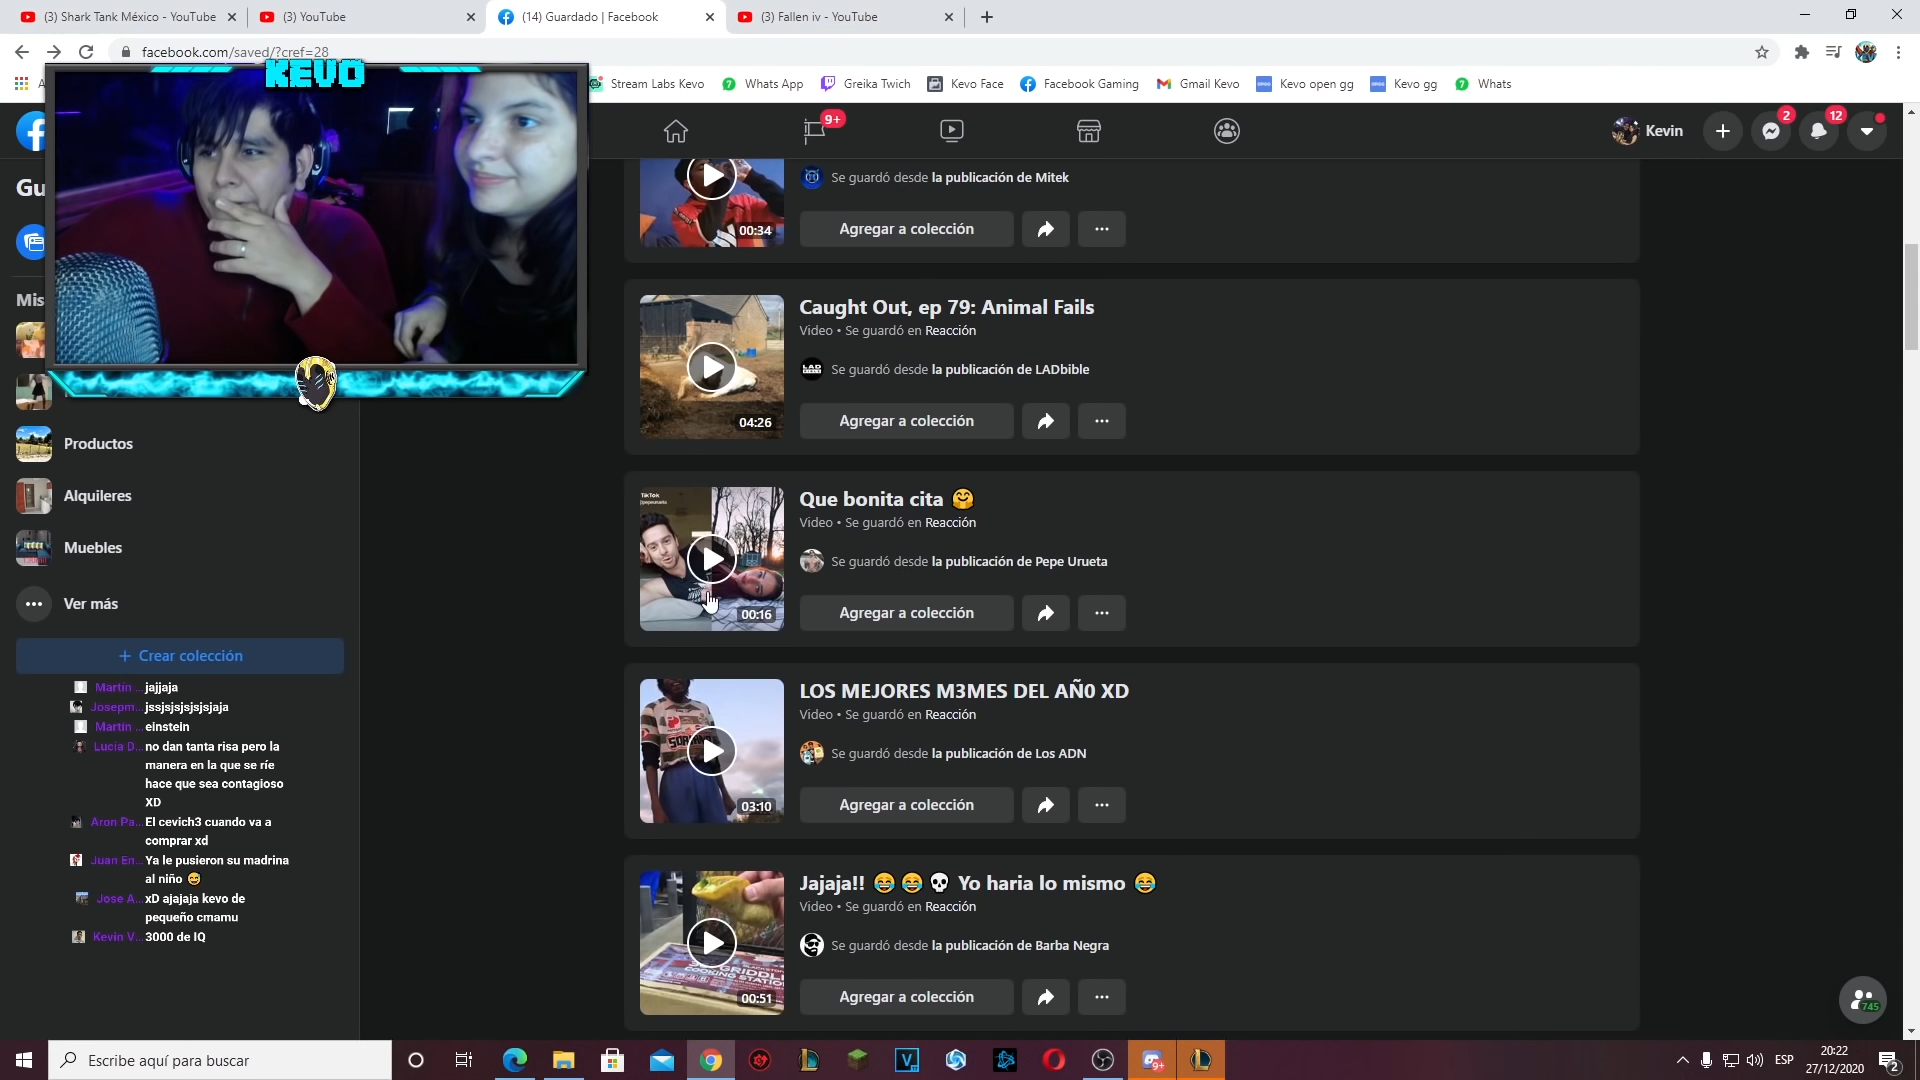 (3) Shark Tank México - YouTube
(3) YouTube
(14) Guardado | Facebook
(3) Fallen iv - YouTube
facebook.com/saved/?cref=28
Stream Labs Kevo
Whats App
Greika Twich
Kevo Face
Facebook Gaming
Gmail Kevo
Kevo open gg
Kevo gg
Whats
KEVO
9+
Kevin
2
12
Gu
Mis
Productos
Alquileres
Muebles
Ver más
+ Crear colección
Martín ... jajjaja
Josepm... jssjsjsjsjsjsjaja
Martín ... einstein
Lucia D... no dan tanta risa pero la
manera en la que se ríe
hace que sea contagioso
XD
Aron Pa... El cevich3 cuando va a
comprar xd
Juan En... Ya le pusieron su madrina
al niño 😅
Jose A... xD ajajaja kevo de
pequeño cmamu
Kevin V... 3000 de IQ
00:34
Se guardó desde la publicación de Mitek
Agregar a colección
04:26
Caught Out, ep 79: Animal Fails
Video • Se guardó en Reacción
LAD
Se guardó desde la publicación de LADbible
Agregar a colección
TikTok
00:16
Que bonita cita 🤗
Video • Se guardó en Reacción
Se guardó desde la publicación de Pepe Urueta
Agregar a colección
03:10
LOS MEJORES M3MES DEL AÑ0 XD
Video • Se guardó en Reacción
Se guardó desde la publicación de Los ADN
Agregar a colección
GRIDDLE
COOKING STATION
00:51
Jajaja!! 😂😂💀 Yo haria lo mismo 😂
Video • Se guardó en Reacción
Se guardó desde la publicación de Barba Negra
Agregar a colección
745
Escribe aquí para buscar
9+
ESP
20:22
27/12/2020
2